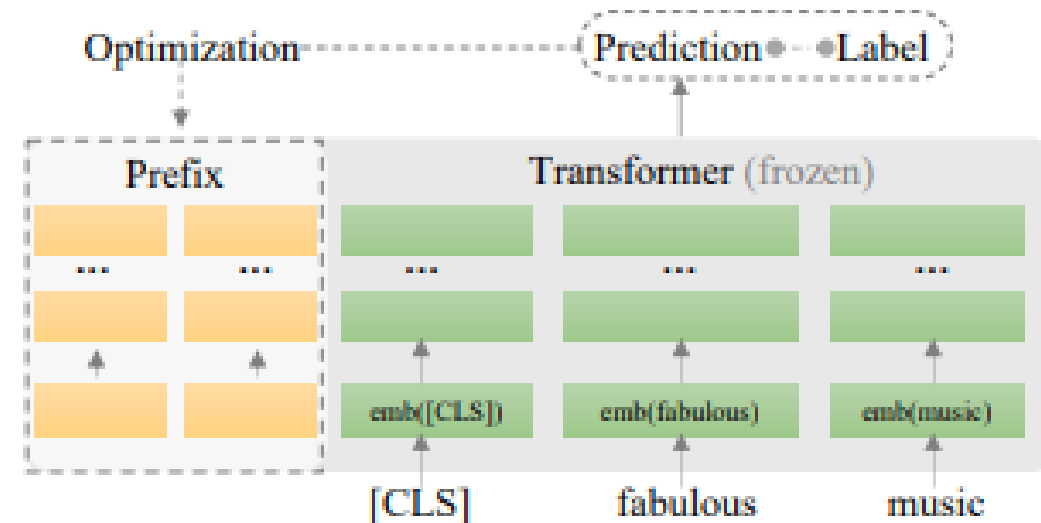 Optimization Prediction Label
Prefix Transformer (frozen)
... ... ... ... ...
emb([CLS]) emb(fabulous) emb(music)
[CLS] fabulous music